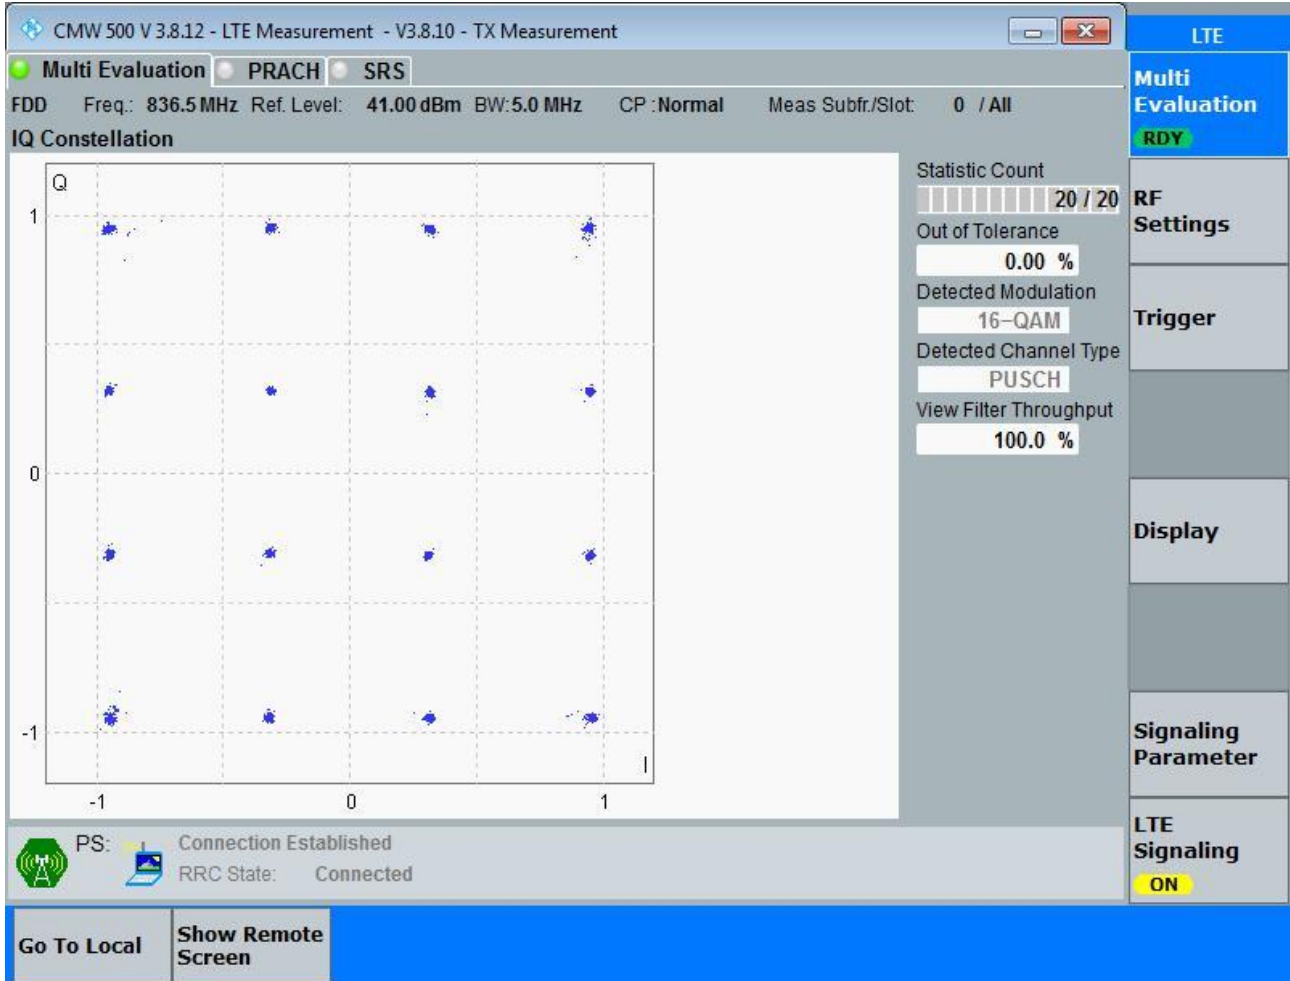 CMW 500 V 3.8.12 - LTE Measurement - V3.8.10 - TX Measurement
LTE
Multi Evaluation PRACH SRS
FDD Freq.: 836.5 MHz Ref. Level: 41.00 dBm BW: 5.0 MHz CP : Normal Meas Subfr./Slot: 0 / All
IQ Constellation
Q
1
0
-1
I
-1 0 1
Statistic Count
20 / 20
Out of Tolerance
0.00 %
Detected Modulation
16-QAM
Detected Channel Type
PUSCH
View Filter Throughput
100.0 %
Multi
Evaluation
RDY
RF
Settings
Trigger
Display
Signaling
Parameter
LTE
Signaling
ON
PS: Connection Established
RRC State: Connected
Go To Local
Show Remote
Screen